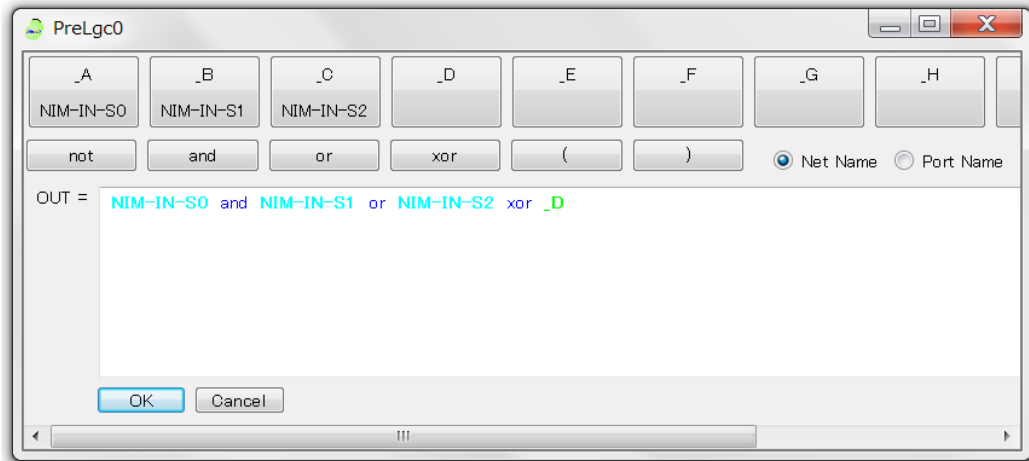 PreLgc0
_A _B _C _D _E _F _G _H
NIM-IN-S0 NIM-IN-S1 NIM-IN-S2
not and or xor ( ) Net Name Port Name
OUT = NIM-IN-S0 and NIM-IN-S1 or NIM-IN-S2 xor _D
OK Cancel